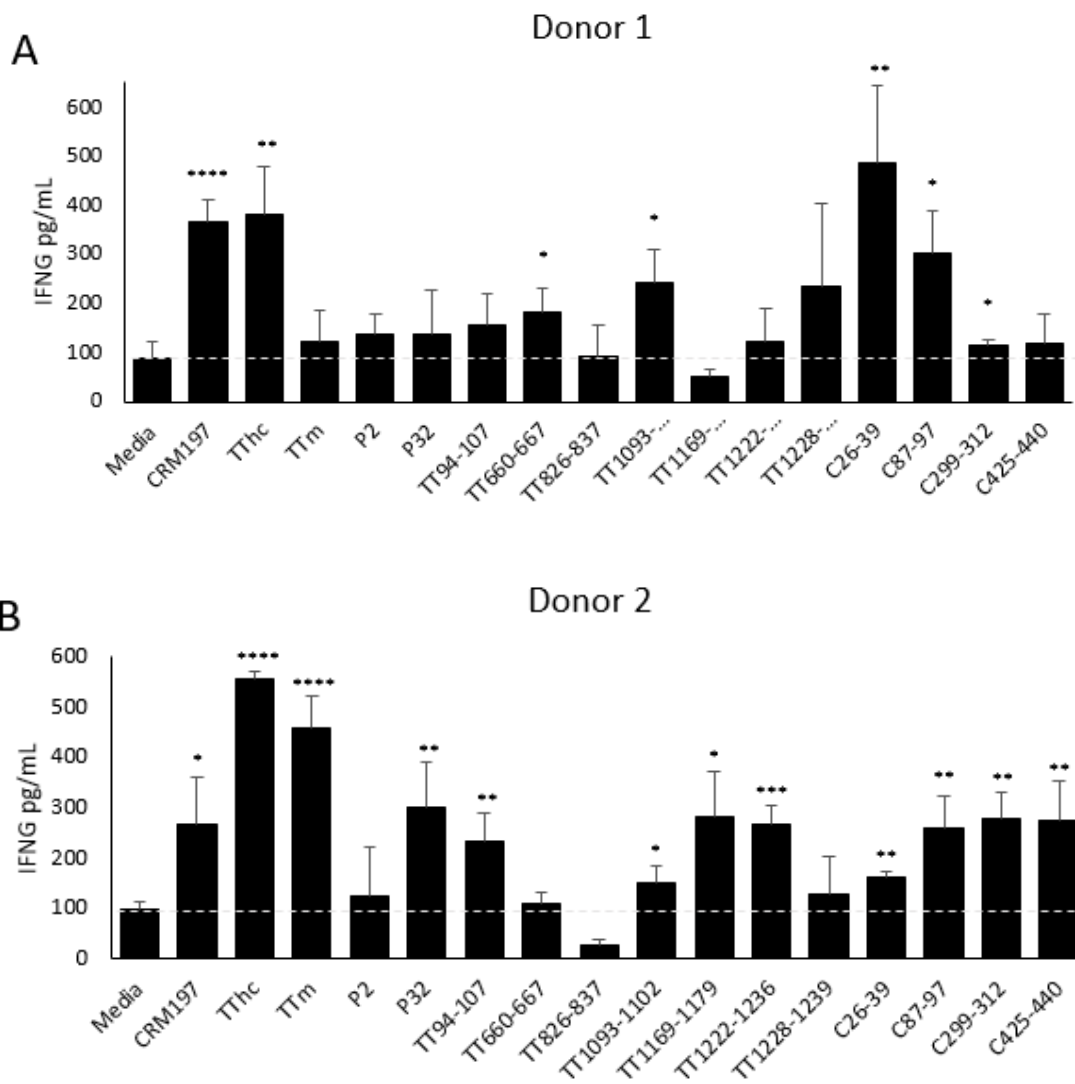 Donor 1
A
IFNG pg/mL
600
500
400
300
200
100
0
**
****
**
*
*
*
*
Media
CRM197
TThc
TTm
P2
P32
TT94-107
TT660-667
TT826-837
TT1093-...
TT1169-...
TT1222-...
TT1228-...
C26-39
C87-97
C299-312
C425-440
Donor 2
B
IFNG pg/mL
600
500
400
300
200
100
0
*
****
****
**
**
*
*
***
**
**
**
**
Media
CRM197
TThc
TTm
P2
P32
TT94-107
TT660-667
TT826-837
TT1093-1102
TT1169-1179
TT1222-1236
TT1228-1239
C26-39
C87-97
C299-312
C425-440